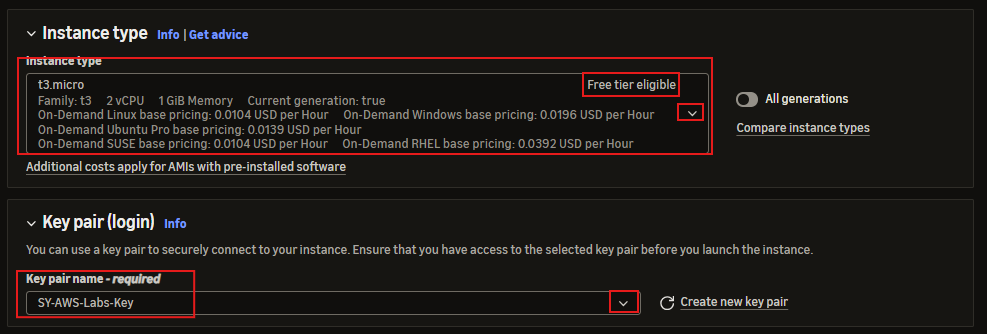 Instance type Info | Get advice
Instance type
t3.micro Free tier eligible
Family: t3 2 vCPU 1 GiB Memory Current generation: true
On-Demand Linux base pricing: 0.0104 USD per Hour On-Demand Windows base pricing: 0.0196 USD per Hour
On-Demand Ubuntu Pro base pricing: 0.0139 USD per Hour
On-Demand SUSE base pricing: 0.0104 USD per Hour On-Demand RHEL base pricing: 0.0392 USD per Hour
All generations
Compare instance types
Additional costs apply for AMIs with pre-installed software
Key pair (login) Info
You can use a key pair to securely connect to your instance. Ensure that you have access to the selected key pair before you launch the instance.
Key pair name - required
SY-AWS-Labs-Key
Create new key pair